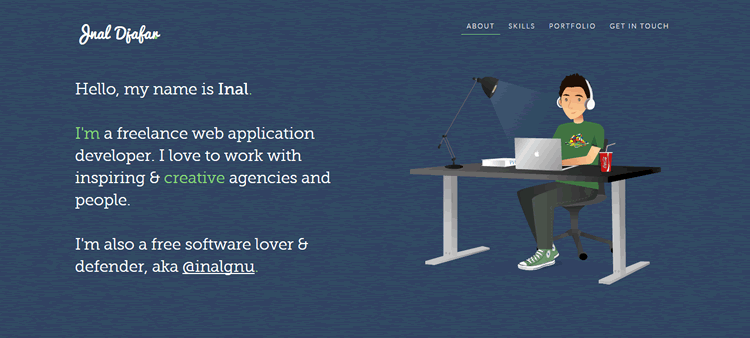 Inal Djafar
ABOUT SKILLS PORTFOLIO GET IN TOUCH
Hello, my name is Inal.
I'm a freelance web application
developer. I love to work with
inspiring & creative agencies and
people.
I'm also a free software lover &
defender, aka @inalgnu.